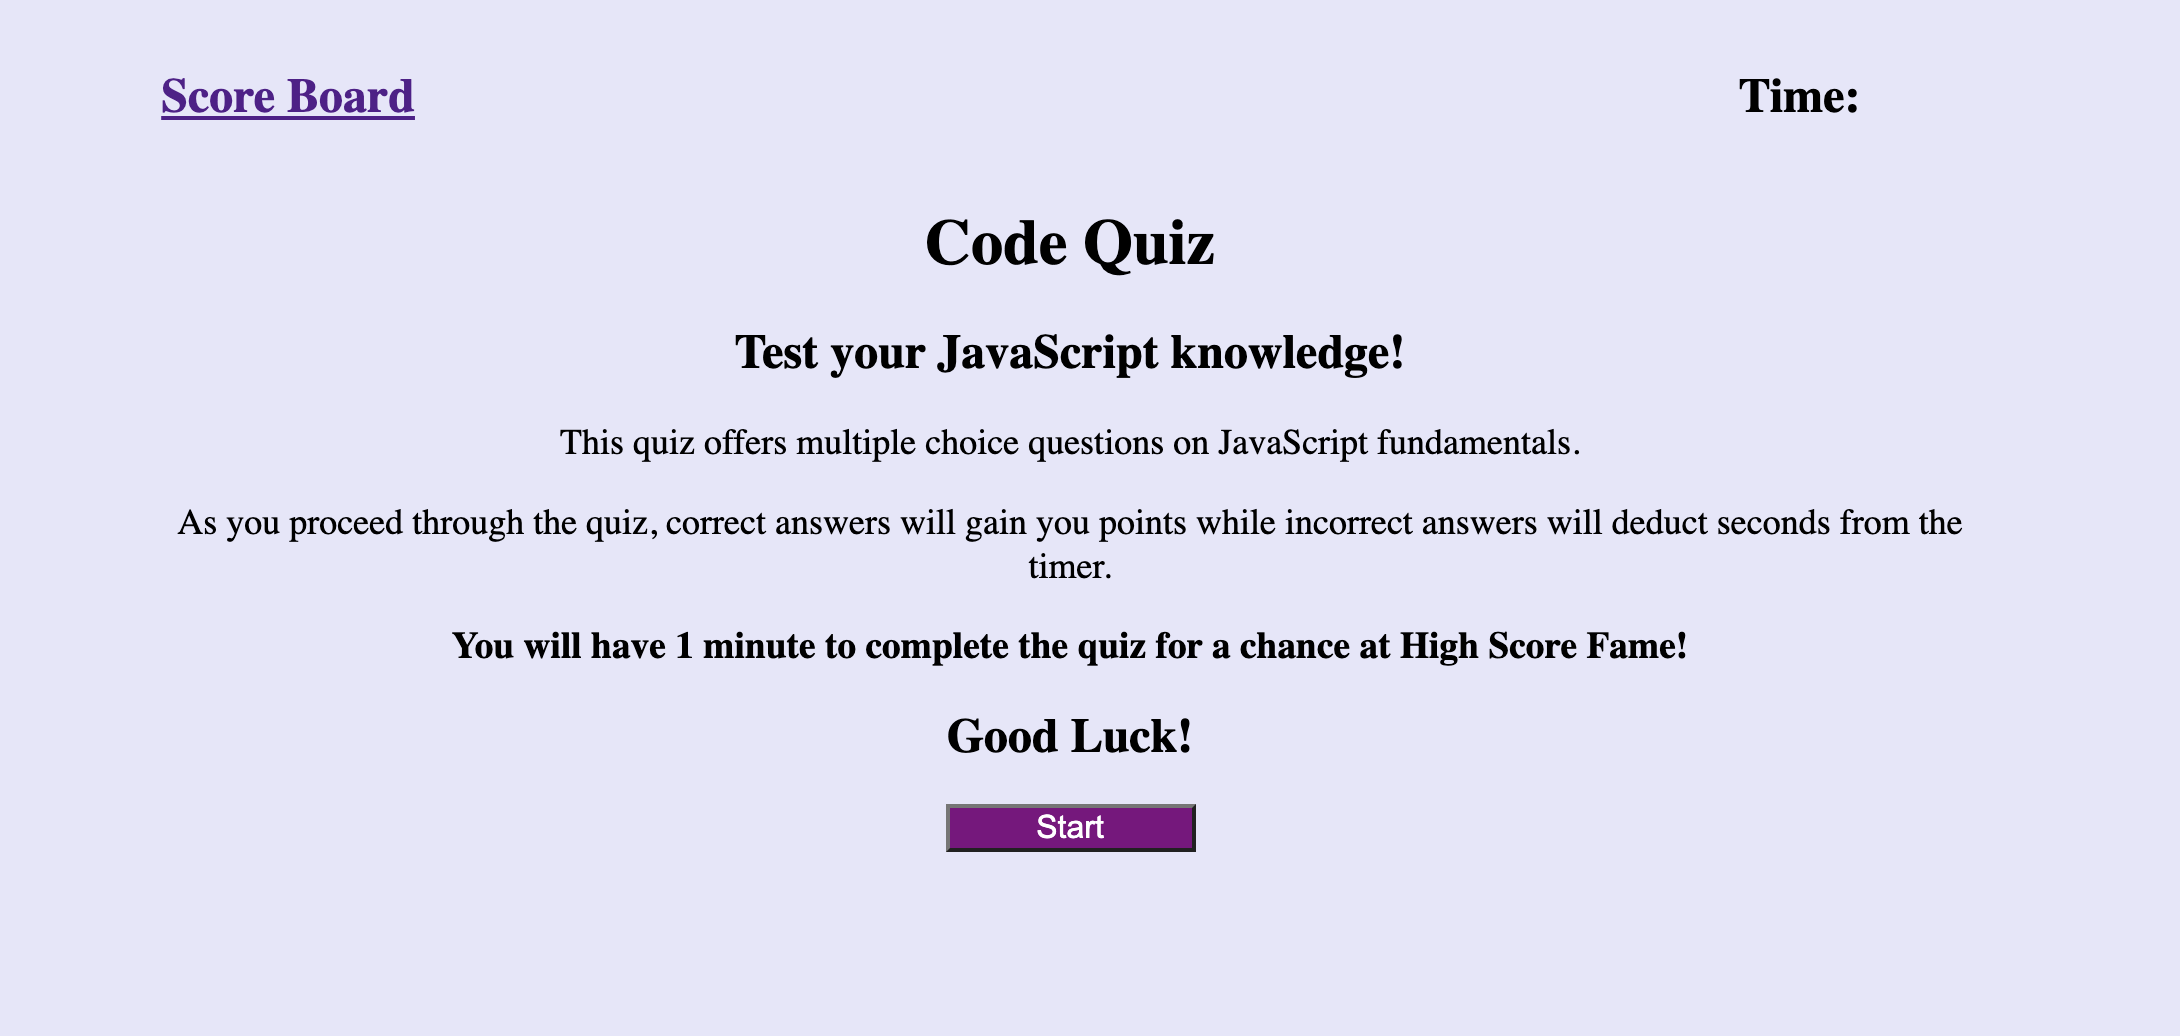 Score Board
Time:
Code Quiz
Test your JavaScript knowledge!
This quiz offers multiple choice questions on JavaScript fundamentals.
As you proceed through the quiz, correct answers will gain you points while incorrect answers will deduct seconds from the
timer.
You will have 1 minute to complete the quiz for a chance at High Score Fame!
Good Luck!
Start